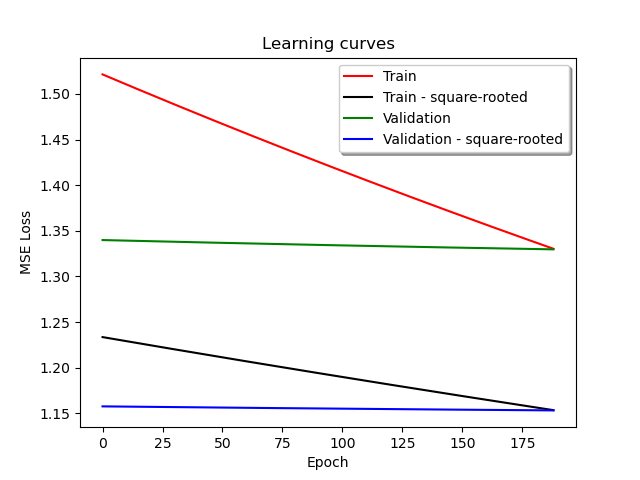 Learning curves
Train
Train - square-rooted
Validation
Validation - square-rooted
MSE Loss
1.50
1.45
1.40
1.35
1.30
1.25
1.20
1.15
0 25 50 75 100 125 150 175
Epoch